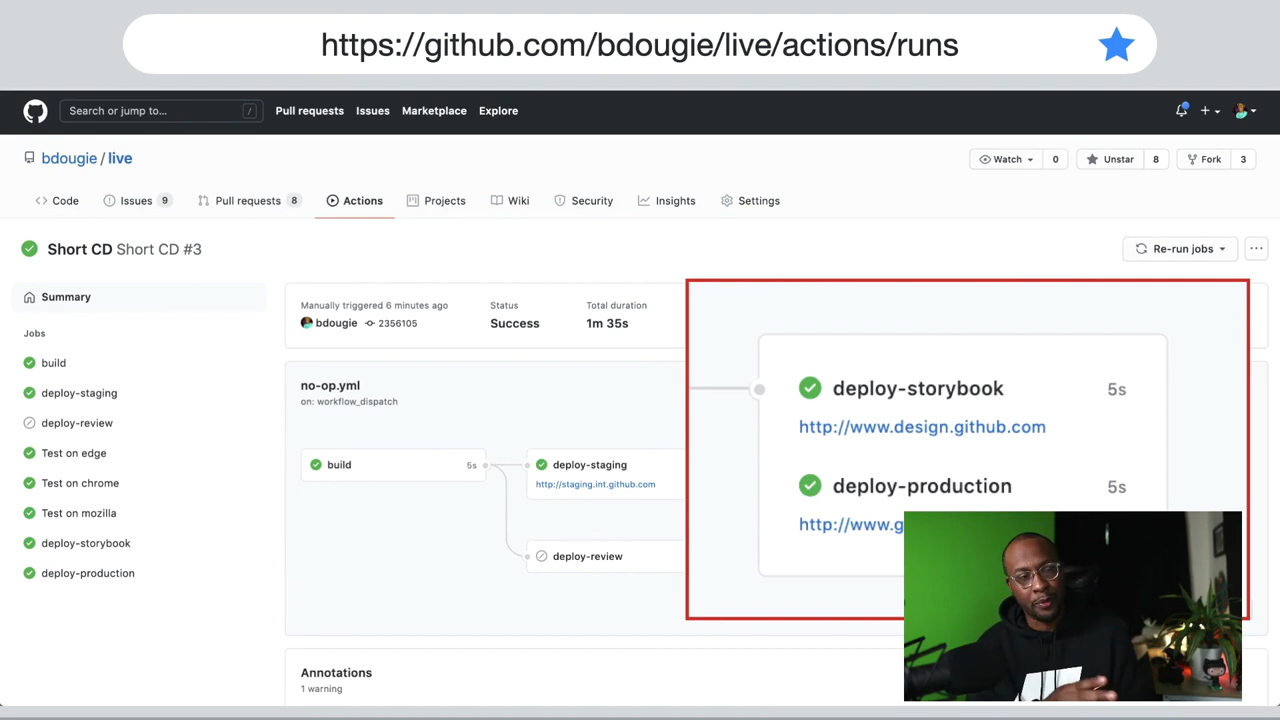 https://github.com/bdougie/live/actions/runs
Search or jump to... /
Pull requests Issues Marketplace Explore
bdougie / live
Watch 0 Unstar 8 Fork 3
Code Issues 9 Pull requests 8 Actions Projects Wiki Security Insights Settings
Short CD Short CD #3
Re-run jobs
Summary
Jobs
build
deploy-staging
deploy-review
Test on edge
Test on chrome
Test on mozilla
deploy-storybook
deploy-production
Manually triggered 6 minutes ago
bdougie 2356105
Status
Success
Total duration
1m 35s
no-op.yml
on: workflow_dispatch
build 5s
deploy-staging
http://staging.int.github.com
deploy-review
deploy-storybook 5s
http://www.design.github.com
deploy-production 5s
http://www.g
Annotations
1 warning